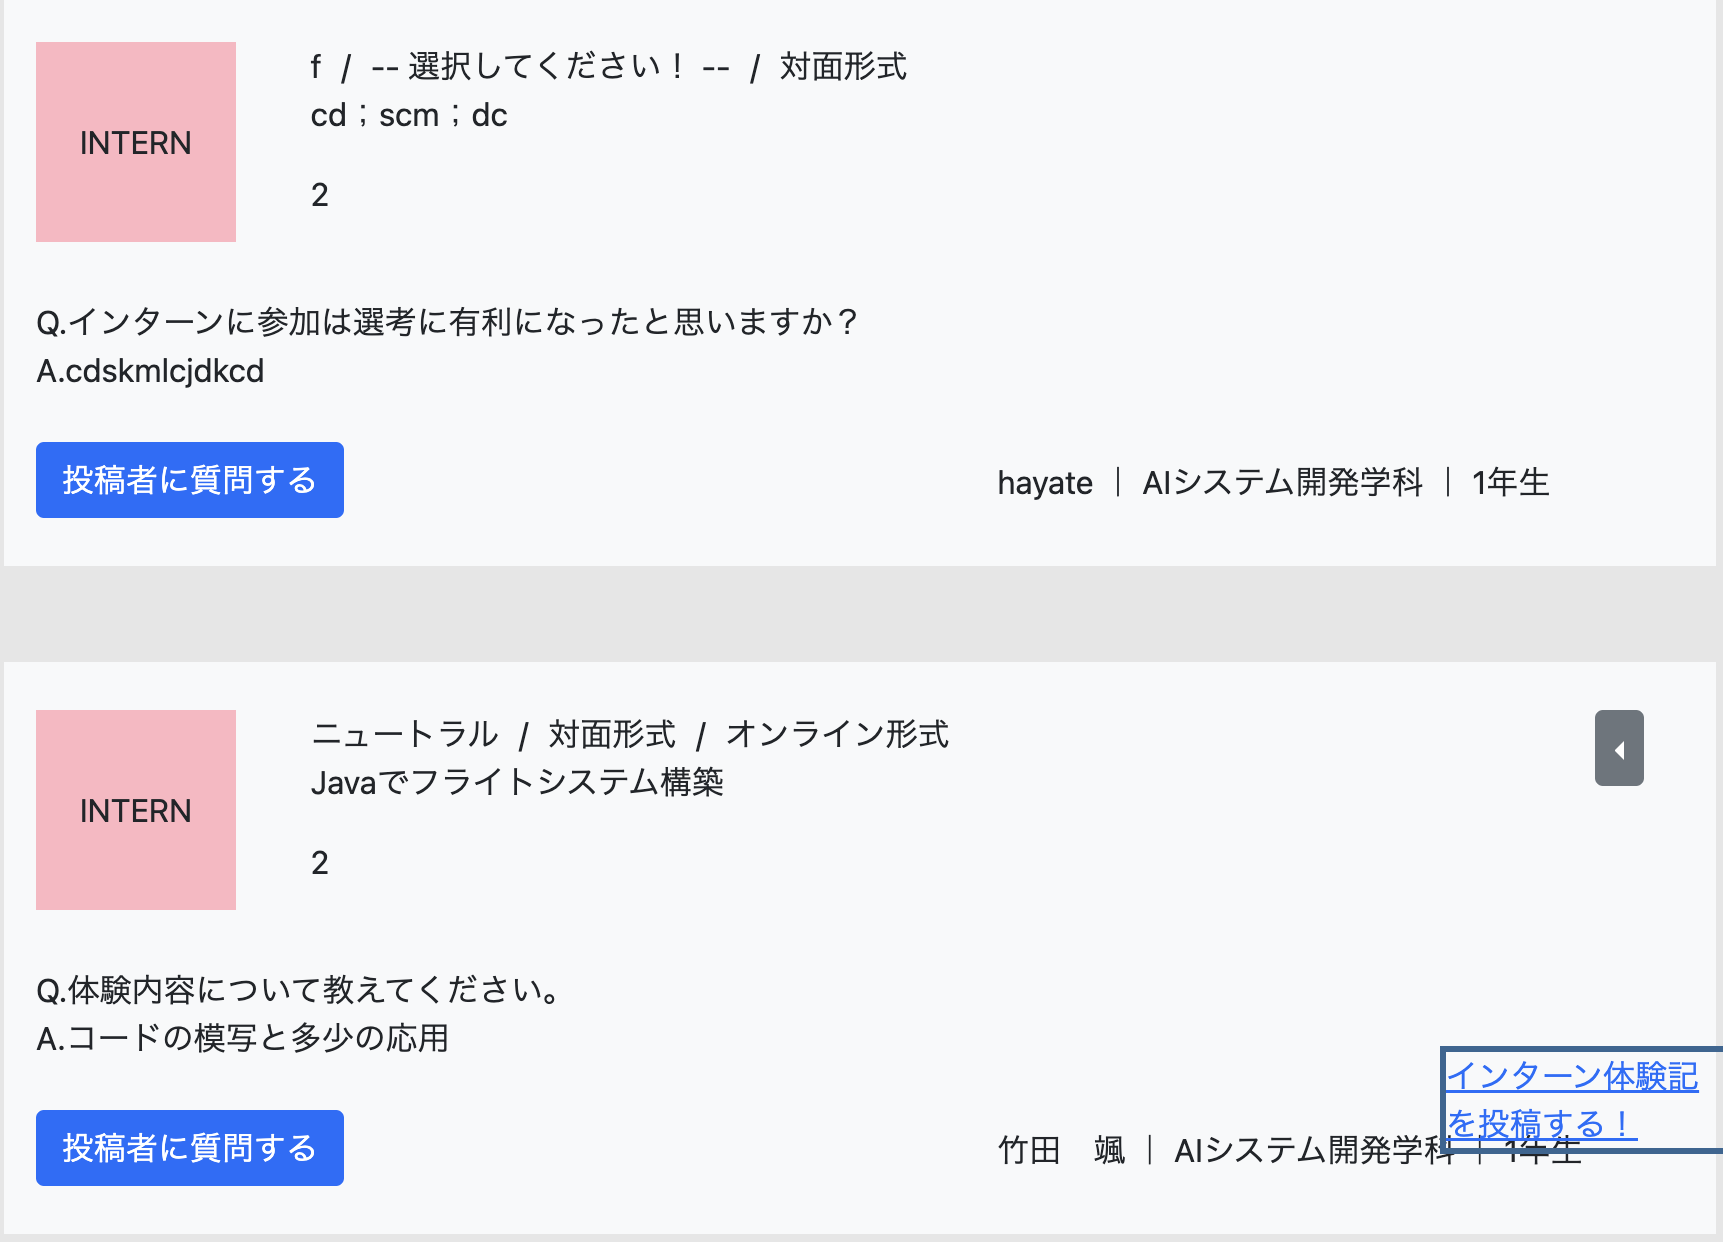 INTERN
f / -- 選択してください！ -- / 対面形式
cd；scm；dc
2
Q.インターンに参加は選考に有利になったと思いますか？
A.cdskmlcjdkcd
投稿者に質問する
hayate ｜ AIシステム開発学科 ｜ 1年生
INTERN
ニュートラル / 対面形式 / オンライン形式
Javaでフライトシステム構築
2
Q.体験内容について教えてください。
A.コードの模写と多少の応用
インターン体験記
を投稿する！
投稿者に質問する
竹田　颯 ｜ AIシステム開発学科 ｜ 1年生